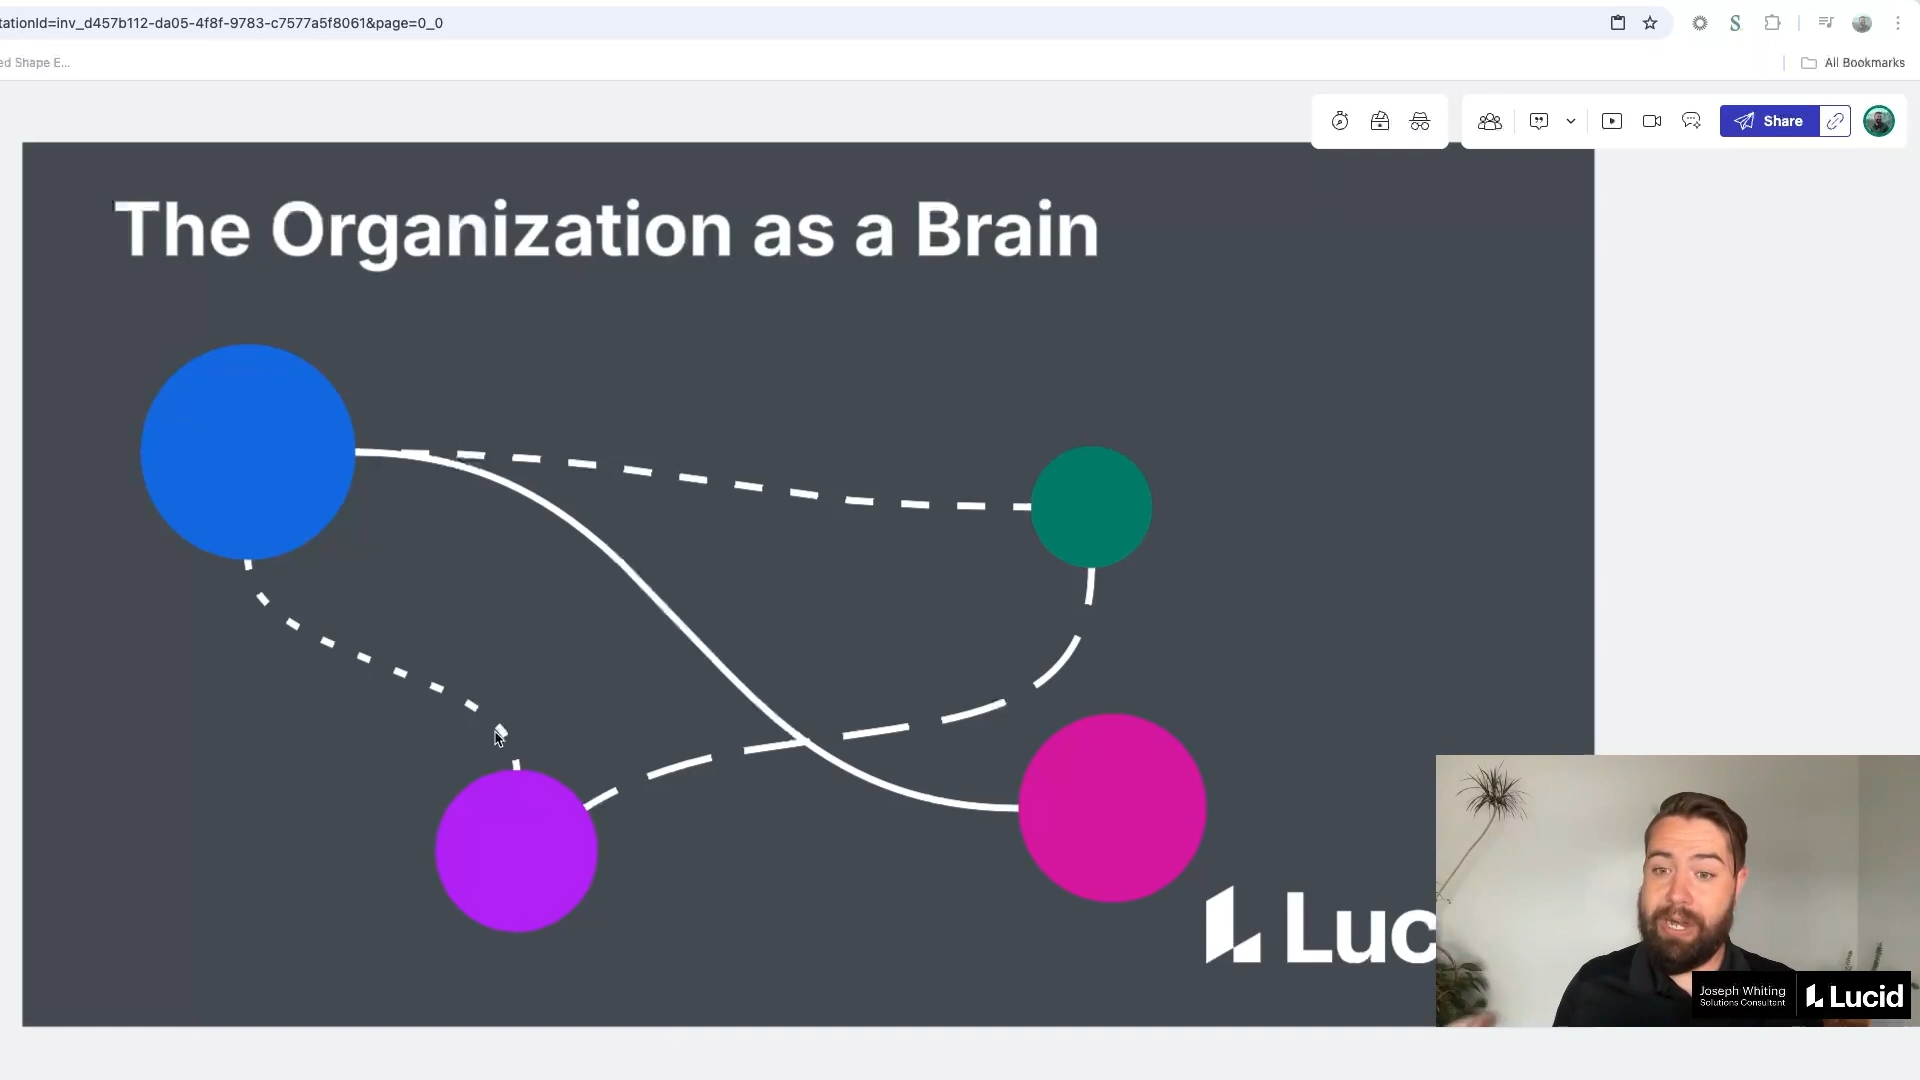 tationId=inv_d457b112-da05-4f8f-9783-c7577a5f8061&page=0_0
ed Shape E...
All Bookmarks
Share
The Organization as a Brain
Luc
Joseph Whiting
Solutions Consultant
Lucid